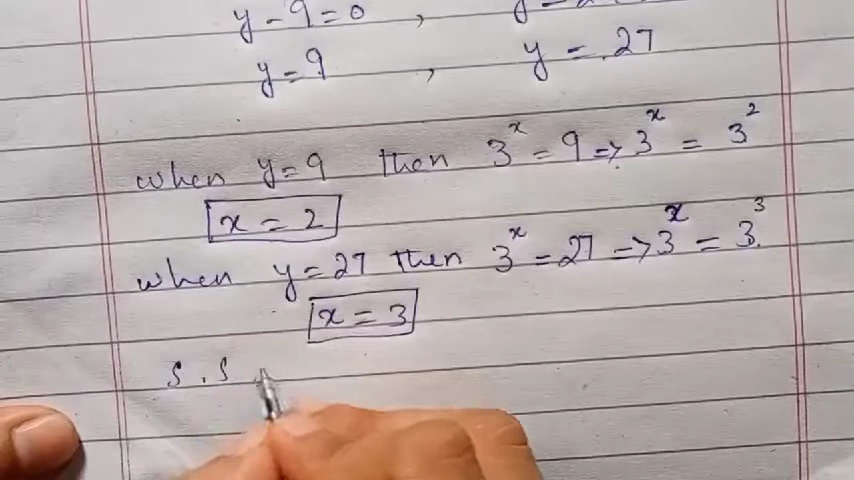 y - 9 = 0 ,
y = 9 , y = 27
when y = 9 then 3^x = 9 => 3^x = 3^2
x = 2
when y = 27 then 3^x = 27 => 3^x = 3^3
x = 3
S . S